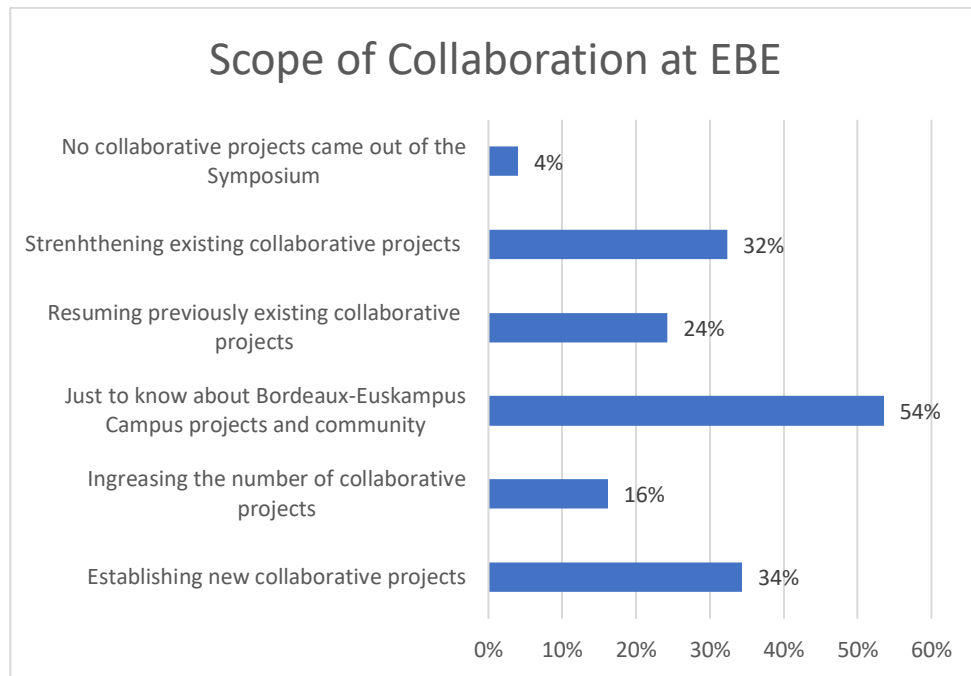 Scope of Collaboration at EBE
No collaborative projects came out of the
Symposium
4%
Strenhthening existing collaborative projects
32%
Resuming previously existing collaborative
projects
24%
Just to know about Bordeaux-Euskampus
Campus projects and community
54%
Ingreasing the number of collaborative
projects
16%
Establishing new collaborative projects
34%
0% 10% 20% 30% 40% 50% 60%